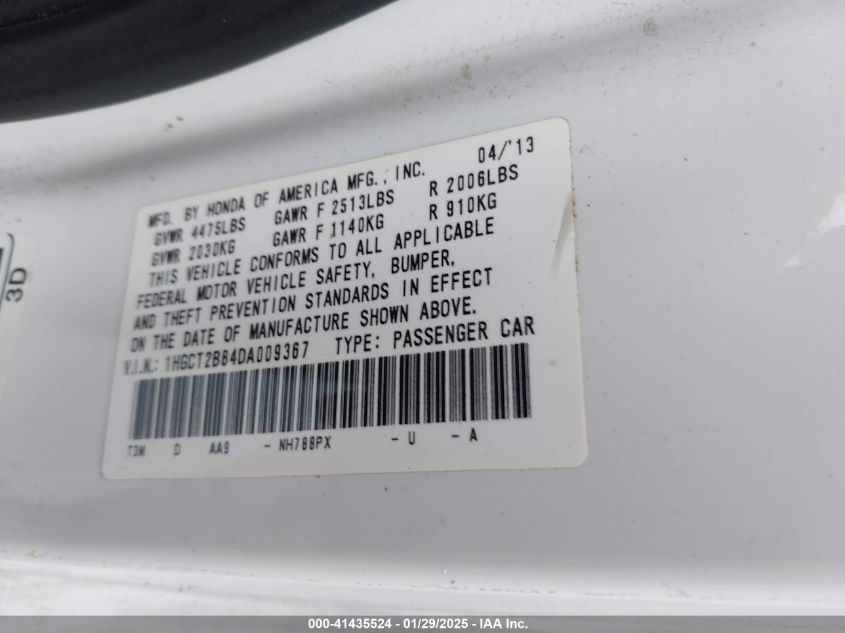 04/'13
MFD. BY HONDA OF AMERICA MFG., INC.
GVWR 4475LBS GAWR F 2513LBS R 2006LBS
GVWR 2030KG GAWR F 1140KG R 910KG
THIS VEHICLE CONFORMS TO ALL APPLICABLE
FEDERAL MOTOR VEHICLE SAFETY, BUMPER,
AND THEFT PREVENTION STANDARDS IN EFFECT
ON THE DATE OF MANUFACTURE SHOWN ABOVE.
V.I.N.: 1HGCT2B84DA009367 TYPE: PASSENGER CAR
T3W D AA9 - NH788PX - U - A
3D
000-41435524 | 01/29/2025 | IAA Inc.